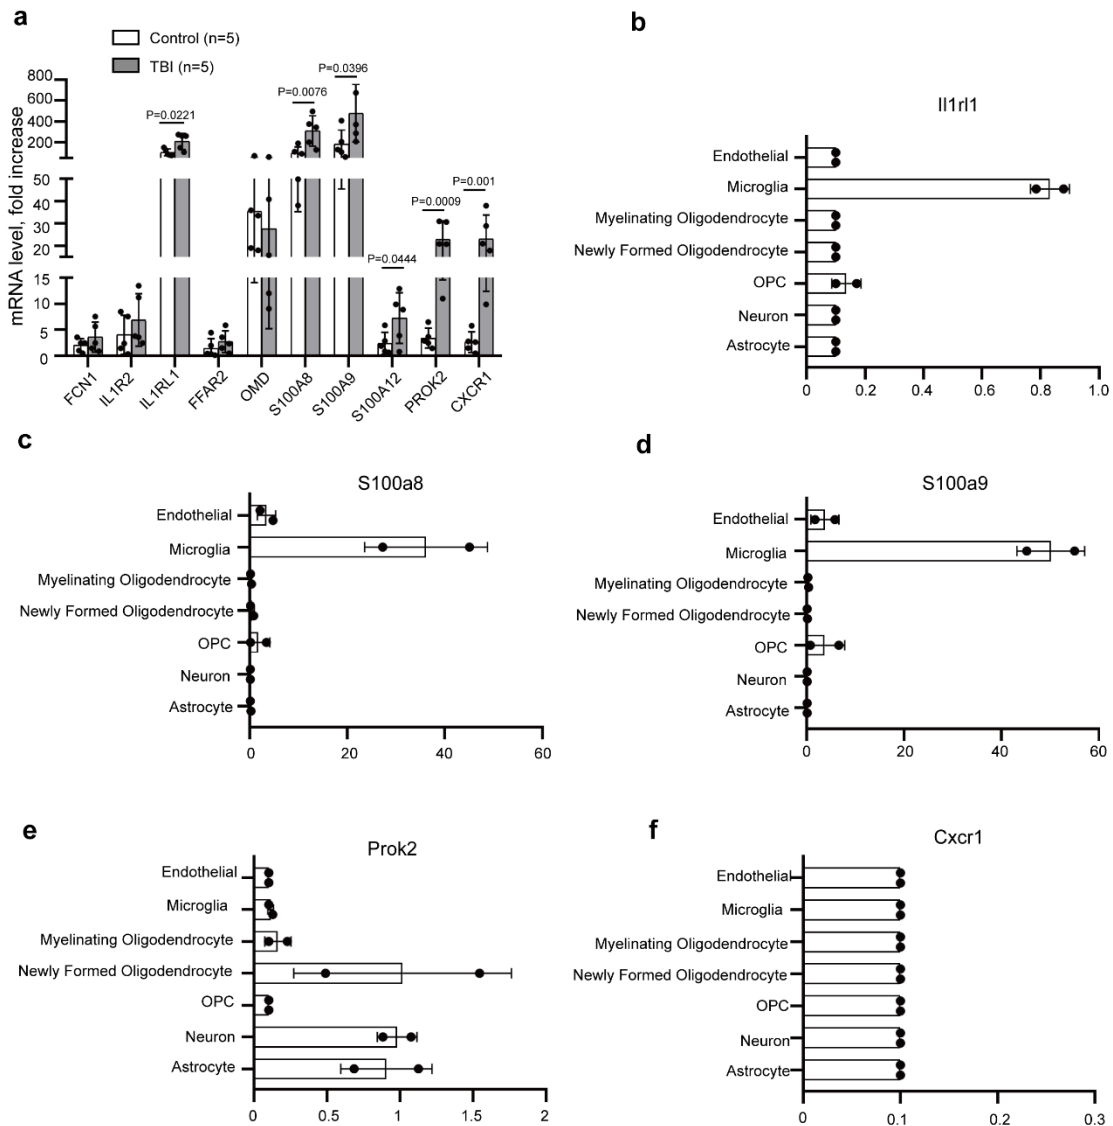 a
Control (n=5)
TBI (n=5)
mRNA level, fold increase
800
600
400
200
50
40
30
20
10
5
0
P=0.0221
P=0.0076
P=0.0396
P=0.0444
P=0.0009
P=0.001
FCN1
IL1R2
IL1RL1
FFAR2
OMD
S100A8
S100A9
S100A12
PROK2
CXCR1
b
Il1rl1
Endothelial
Microglia
Myelinating Oligodendrocyte
Newly Formed Oligodendrocyte
OPC
Neuron
Astrocyte
0 0.2 0.4 0.6 0.8 1.0
c
S100a8
Endothelial
Microglia
Myelinating Oligodendrocyte
Newly Formed Oligodendrocyte
OPC
Neuron
Astrocyte
0 20 40 60
d
S100a9
Endothelial
Microglia
Myelinating Oligodendrocyte
Newly Formed Oligodendrocyte
OPC
Neuron
Astrocyte
0 20 40 60
e
Prok2
Endothelial
Microglia
Myelinating Oligodendrocyte
Newly Formed Oligodendrocyte
OPC
Neuron
Astrocyte
0 0.5 1 1.5 2
f
Cxcr1
Endothelial
Microglia
Myelinating Oligodendrocyte
Newly Formed Oligodendrocyte
OPC
Neuron
Astrocyte
0 0.1 0.2 0.3